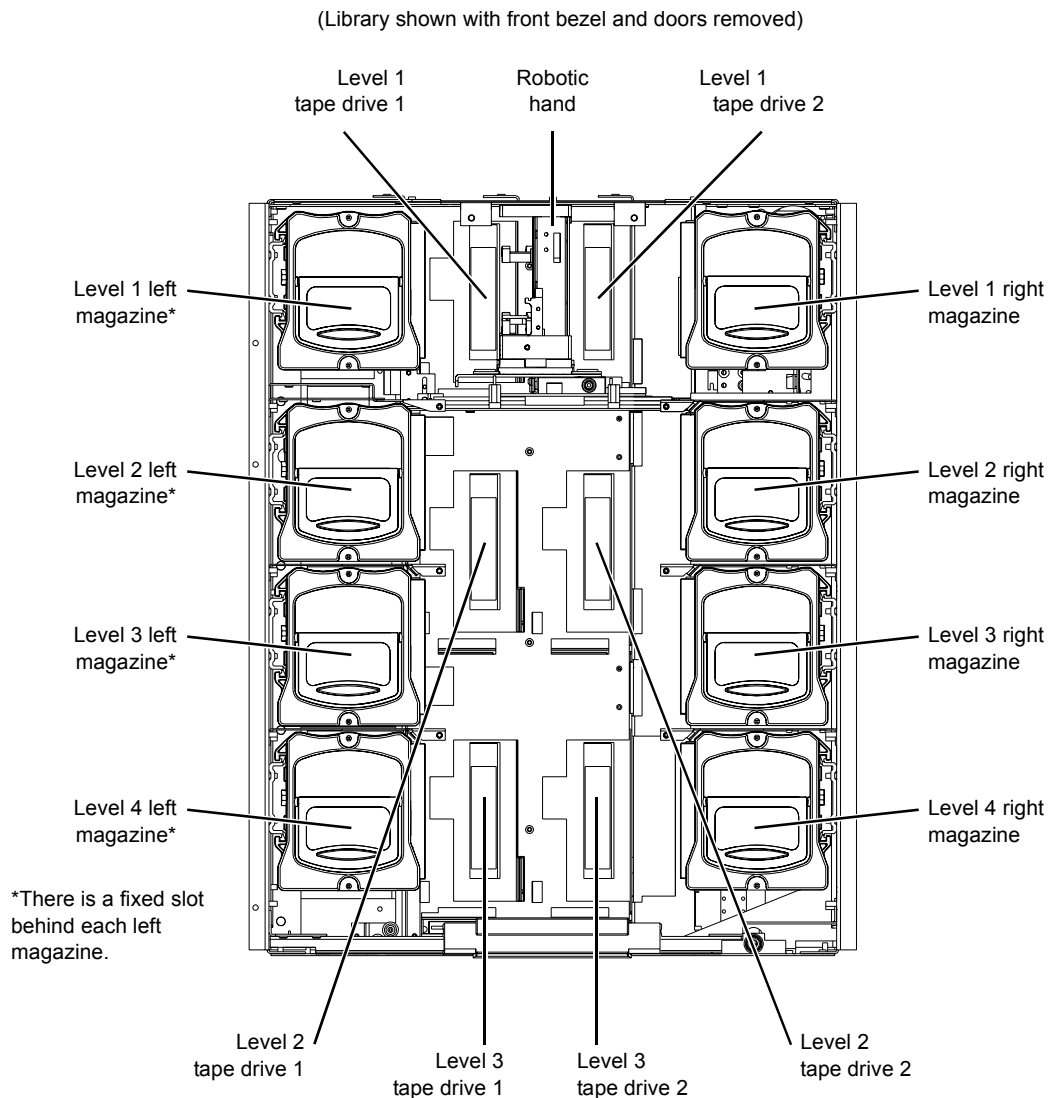 (Library shown with front bezel and doors removed)
Level 1
tape drive 1
Robotic
hand
Level 1
tape drive 2
Level 1 left
magazine*
Level 1 right
magazine
Level 2 left
magazine*
Level 2 right
magazine
Level 3 left
magazine*
Level 3 right
magazine
Level 4 left
magazine*
Level 4 right
magazine
*There is a fixed slot
behind each left
magazine.
Level 2
tape drive 1
Level 3
tape drive 1
Level 3
tape drive 2
Level 2
tape drive 2